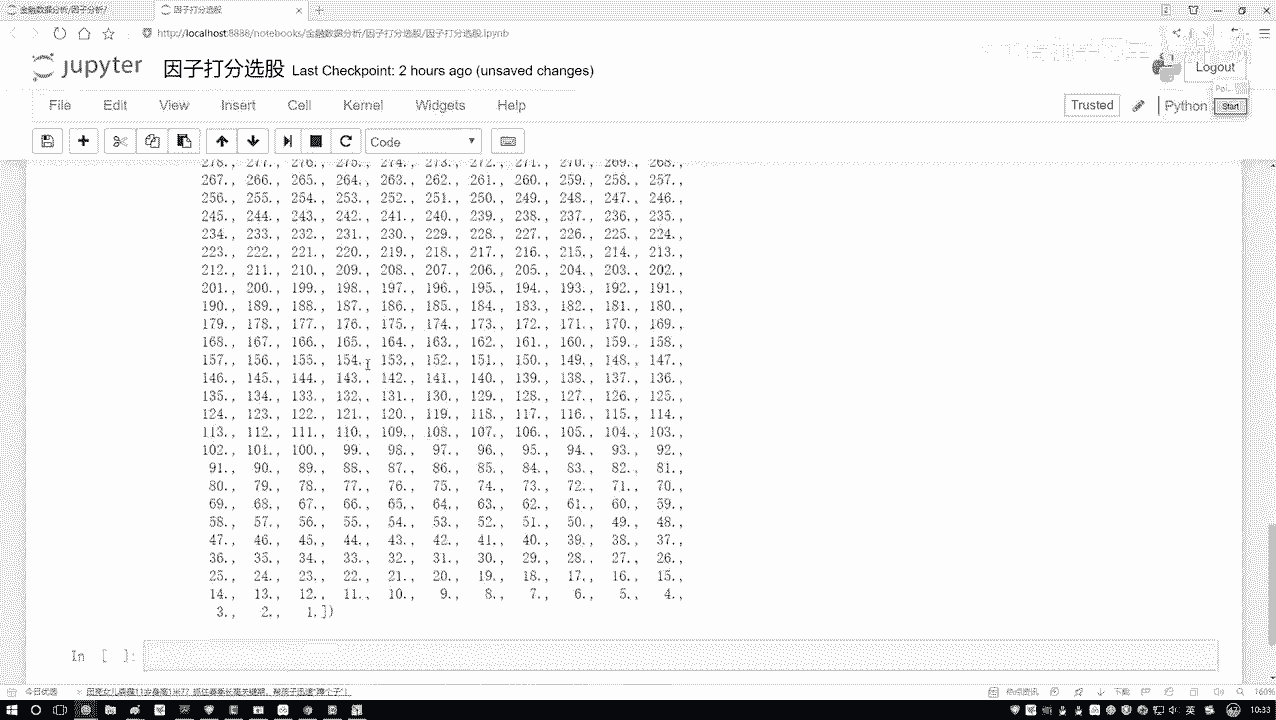 金融数据分析/因子分析/
因子打分选股
http://localhost:8888/notebooks/金融数据分析/因子打分选股/因子打分选股.ipynb
jupyter 因子打分选股 Last Checkpoint: 2 hours ago (unsaved changes)
Logout
File Edit View Insert Cell Kernel Widgets Help
Trusted Python
Start
Code
278., 277., 276., 275., 274., 273., 272., 271., 270., 269., 268.,
267., 266., 265., 264., 263., 262., 261., 260., 259., 258., 257.,
256., 255., 254., 253., 252., 251., 250., 249., 248., 247., 246.,
245., 244., 243., 242., 241., 240., 239., 238., 237., 236., 235.,
234., 233., 232., 231., 230., 229., 228., 227., 226., 225., 224.,
223., 222., 221., 220., 219., 218., 217., 216., 215., 214., 213.,
212., 211., 210., 209., 208., 207., 206., 205., 204., 203., 202.,
201., 200., 199., 198., 197., 196., 195., 194., 193., 192., 191.,
190., 189., 188., 187., 186., 185., 184., 183., 182., 181., 180.,
179., 178., 177., 176., 175., 174., 173., 172., 171., 170., 169.,
168., 167., 166., 165., 164., 163., 162., 161., 160., 159., 158.,
157., 156., 155., 154., 153., 152., 151., 150., 149., 148., 147.,
146., 145., 144., 143., 142., 141., 140., 139., 138., 137., 136.,
135., 134., 133., 132., 131., 130., 129., 128., 127., 126., 125.,
124., 123., 122., 121., 120., 119., 118., 117., 116., 115., 114.,
113., 112., 111., 110., 109., 108., 107., 106., 105., 104., 103.,
102., 101., 100., 99., 98., 97., 96., 95., 94., 93., 92.,
91., 90., 89., 88., 87., 86., 85., 84., 83., 82., 81.,
80., 79., 78., 77., 76., 75., 74., 73., 72., 71., 70.,
69., 68., 67., 66., 65., 64., 63., 62., 61., 60., 59.,
58., 57., 56., 55., 54., 53., 52., 51., 50., 49., 48.,
47., 46., 45., 44., 43., 42., 41., 40., 39., 38., 37.,
36., 35., 34., 33., 32., 31., 30., 29., 28., 27., 26.,
25., 24., 23., 22., 21., 20., 19., 18., 17., 16., 15.,
14., 13., 12., 11., 10., 9., 8., 7., 6., 5., 4.,
3., 2., 1.])
In [ ]:
今日优选
热点资讯 下载 160%
10:33